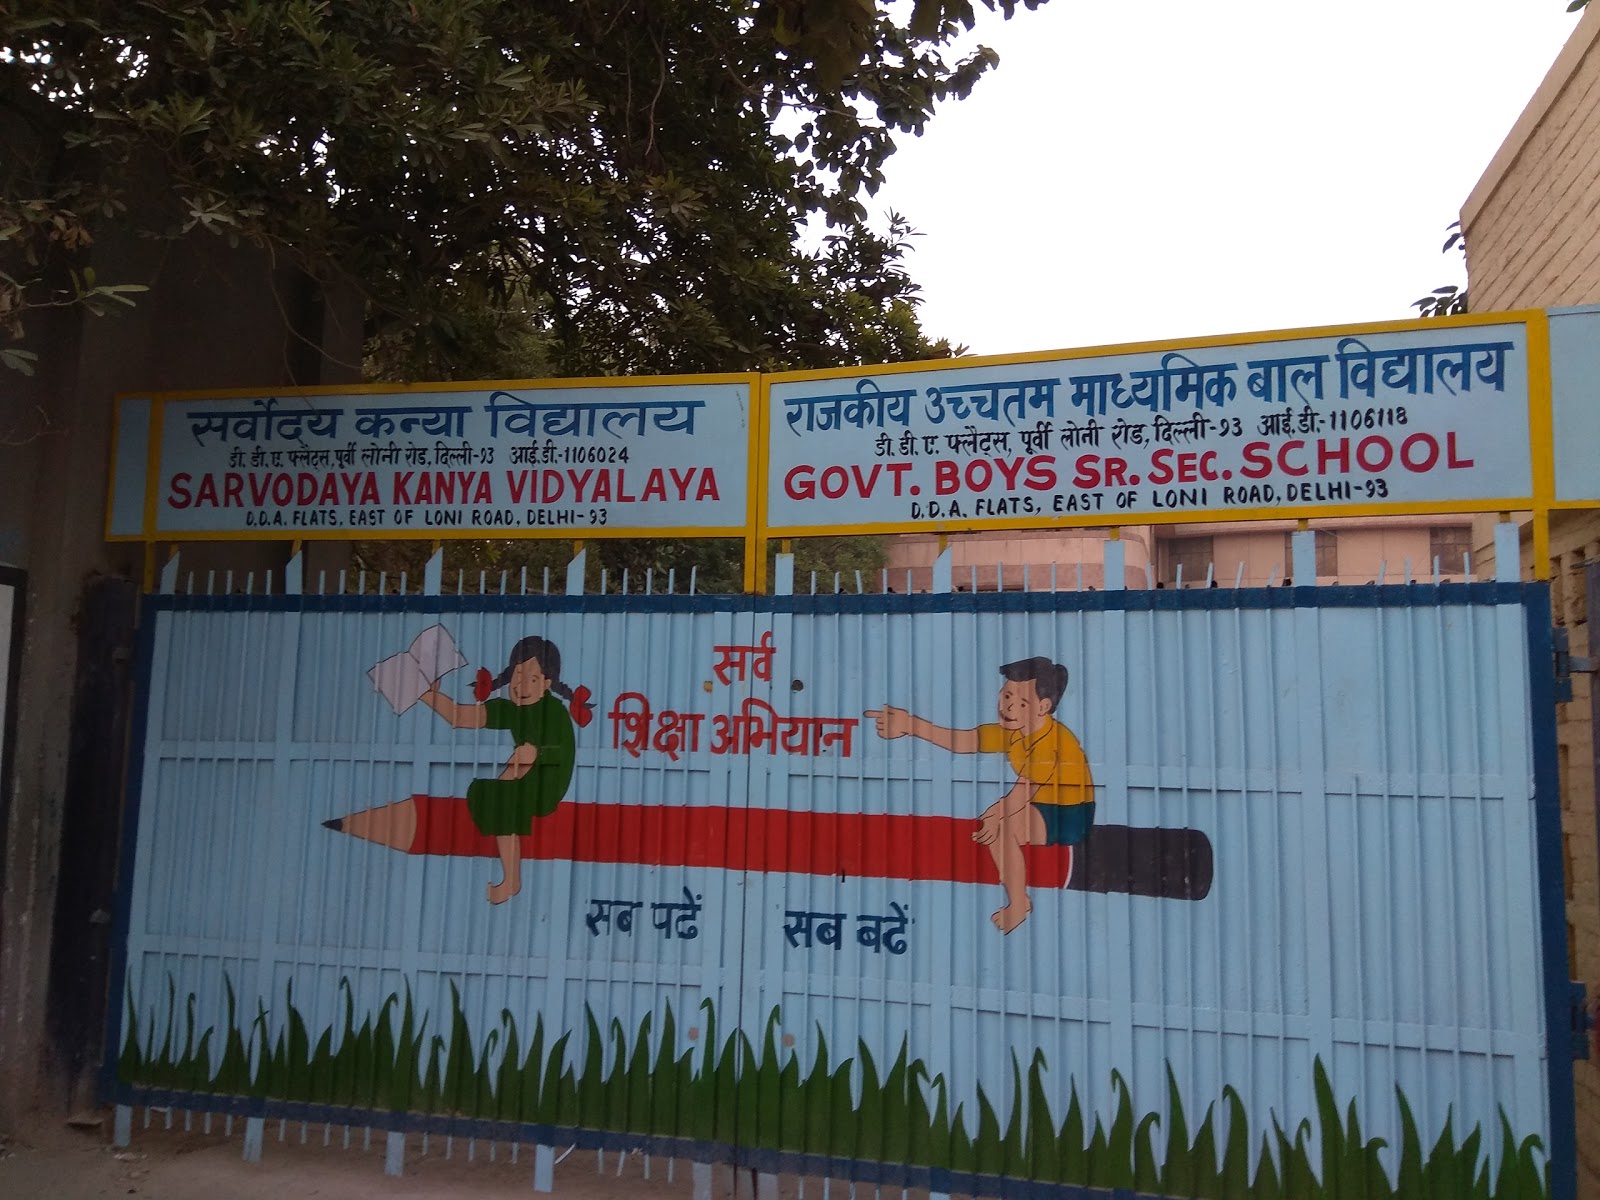 सर्वोदय कन्या विद्यालय
डी. डी. ए. फ्लैट्स, पूर्वी लोनी रोड, दिल्ली-93 आई.डी.-1106024
SARVODAYA KANYA VIDYALAYA
D.D.A. FLATS, EAST OF LONI ROAD, DELHI-93
राजकीय उच्चतम माध्यमिक बाल विद्यालय
डी. डी. ए. फ्लैट्स, पूर्वी लोनी रोड, दिल्ली-93 आई.डी.-1106118
GOVT. BOYS SR. SEC. SCHOOL
D.D.A. FLATS, EAST OF LONI ROAD, DELHI-93
सर्व
शिक्षा अभियान
सब पढें सब बढें